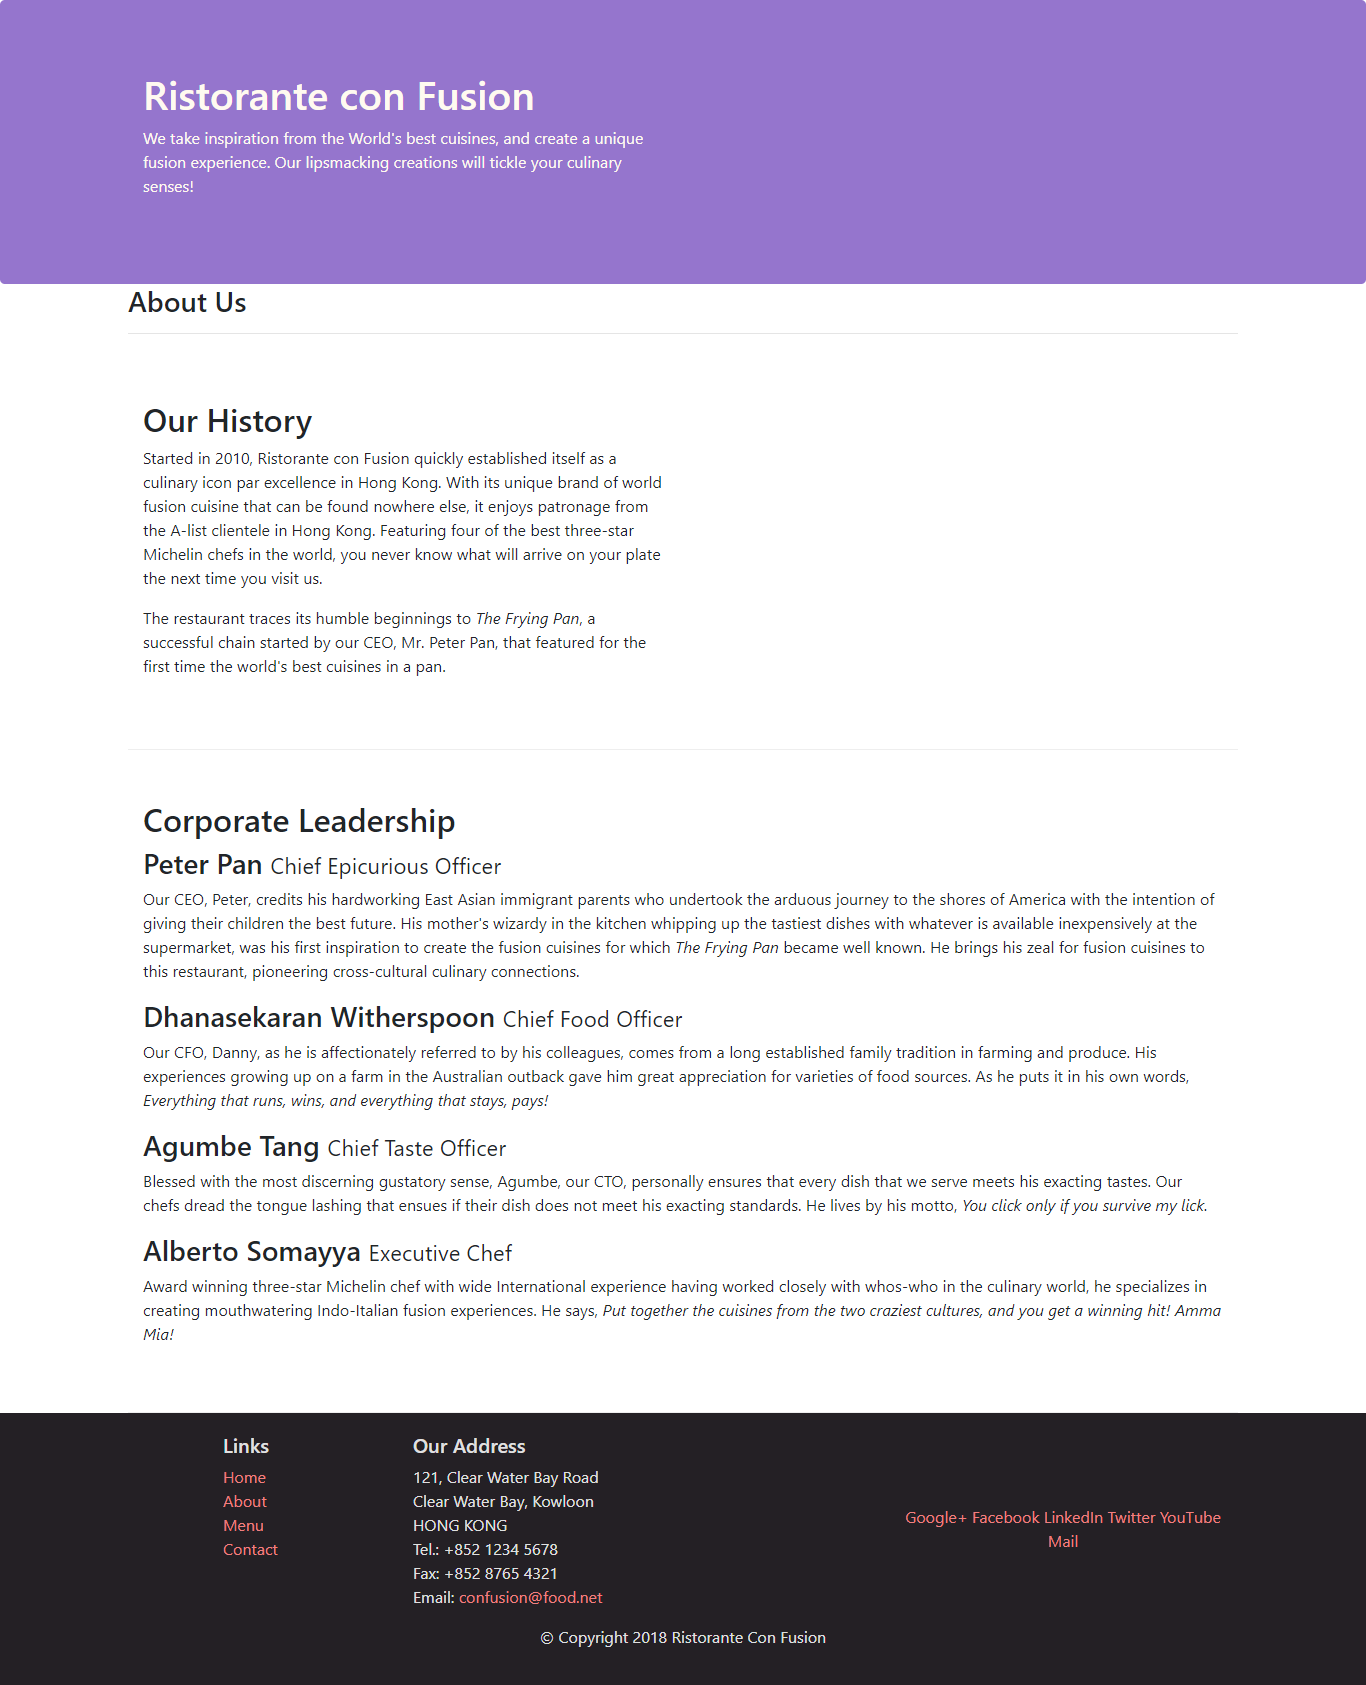 Ristorante con Fusion
We take inspiration from the World's best cuisines, and create a unique
fusion experience. Our lipsmacking creations will tickle your culinary
senses!
About Us
Our History
Started in 2010, Ristorante con Fusion quickly established itself as a
culinary icon par excellence in Hong Kong. With its unique brand of world
fusion cuisine that can be found nowhere else, it enjoys patronage from
the A-list clientele in Hong Kong. Featuring four of the best three-star
Michelin chefs in the world, you never know what will arrive on your plate
the next time you visit us.
The restaurant traces its humble beginnings to The Frying Pan, a
successful chain started by our CEO, Mr. Peter Pan, that featured for the
first time the world's best cuisines in a pan.
Corporate Leadership
Peter Pan Chief Epicurious Officer
Our CEO, Peter, credits his hardworking East Asian immigrant parents who undertook the arduous journey to the shores of America with the intention of
giving their children the best future. His mother's wizardy in the kitchen whipping up the tastiest dishes with whatever is available inexpensively at the
supermarket, was his first inspiration to create the fusion cuisines for which The Frying Pan became well known. He brings his zeal for fusion cuisines to
this restaurant, pioneering cross-cultural culinary connections.
Dhanasekaran Witherspoon Chief Food Officer
Our CFO, Danny, as he is affectionately referred to by his colleagues, comes from a long established family tradition in farming and produce. His
experiences growing up on a farm in the Australian outback gave him great appreciation for varieties of food sources. As he puts it in his own words,
Everything that runs, wins, and everything that stays, pays!
Agumbe Tang Chief Taste Officer
Blessed with the most discerning gustatory sense, Agumbe, our CTO, personally ensures that every dish that we serve meets his exacting tastes. Our
chefs dread the tongue lashing that ensues if their dish does not meet his exacting standards. He lives by his motto, You click only if you survive my lick.
Alberto Somayya Executive Chef
Award winning three-star Michelin chef with wide International experience having worked closely with whos-who in the culinary world, he specializes in
creating mouthwatering Indo-Italian fusion experiences. He says, Put together the cuisines from the two craziest cultures, and you get a winning hit! Amma
Mia!
Links
Home
About
Menu
Contact
Our Address
121, Clear Water Bay Road
Clear Water Bay, Kowloon
HONG KONG
Tel.: +852 1234 5678
Fax: +852 8765 4321
Email: confusion@food.net
Google+ Facebook LinkedIn Twitter YouTube
Mail
© Copyright 2018 Ristorante Con Fusion